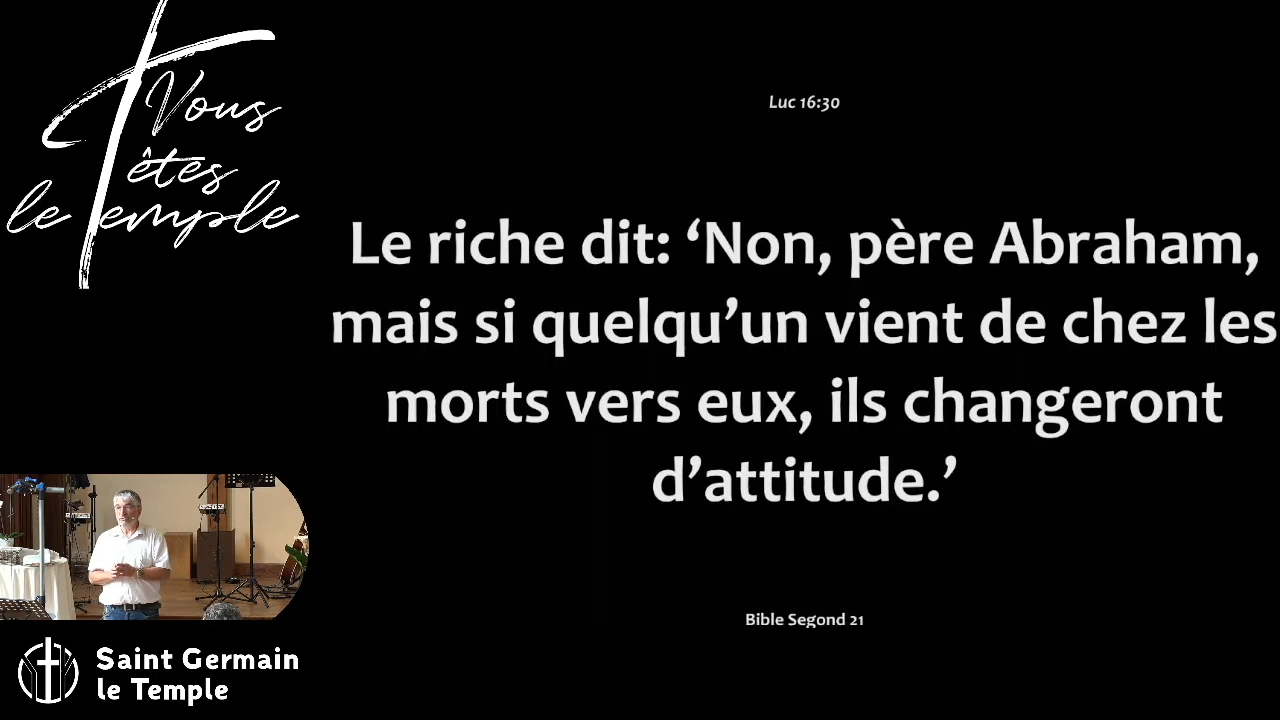 Vous
êtes
le temple
Luc 16:30
Le riche dit: ‘Non, père Abraham,
mais si quelqu’un vient de chez les
morts vers eux, ils changeront
d’attitude.’
Bible Segond 21
Saint Germain
le Temple